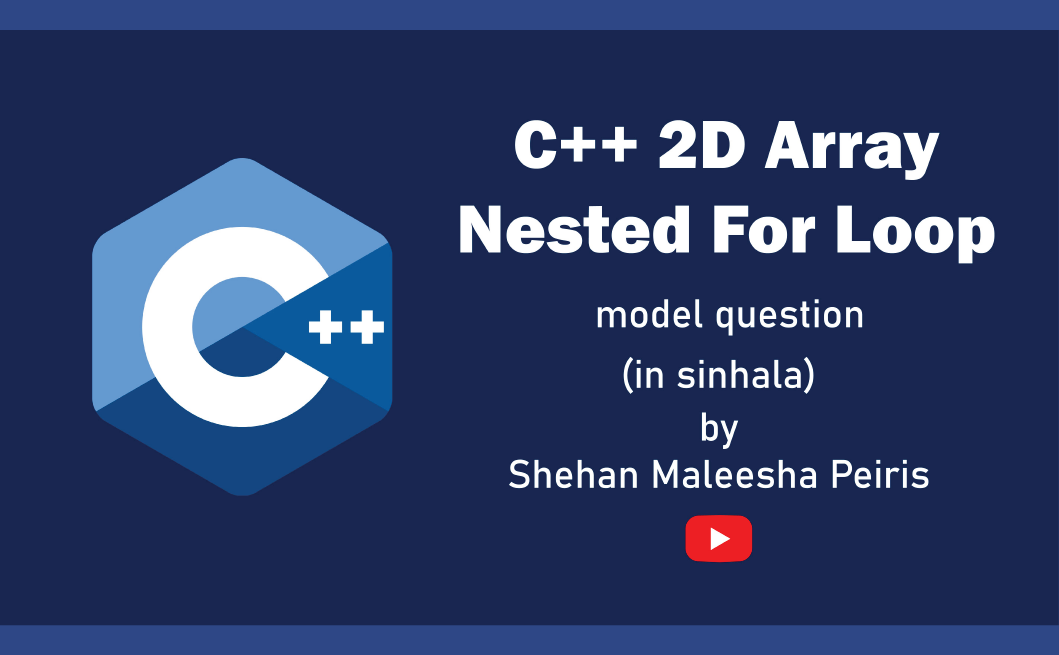 C++ 2D Array
Nested For Loop
model question
(in sinhala)
by
Shehan Maleesha Peiris
C++